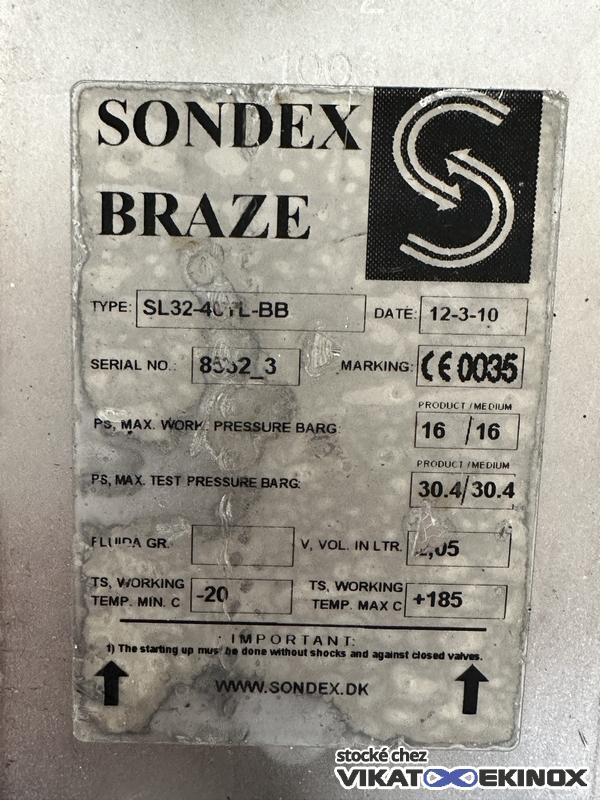 SONDEX
BRAZE
TYPE: DATE: 12-3-10
SERIAL NO.: MARKING: CE 0035
PRODUCT / MEDIUM
PS, MAX. WORK. PRESSURE BARG: 16 / 16
PRODUCT / MEDIUM
PS, MAX. TEST PRESSURE BARG: 30.4/30.4
GR. V, VOL. IN LTR.
TS, WORKING TEMP. MIN. C -20 TS, WORKING TEMP. MAX C +185
IMPORTANT:
1) The starting up must be done without shocks and against closed valves.
WWW.SONDEX.DK
stocké chez
VIKATOO EKINOX